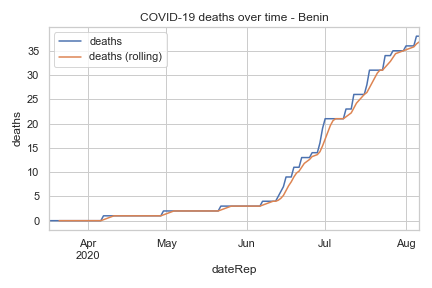 COVID-19 deaths over time - Benin
deaths
deaths (rolling)
deaths
35
30
25
20
15
10
5
0
Apr
2020
May
Jun
Jul
Aug
dateRep